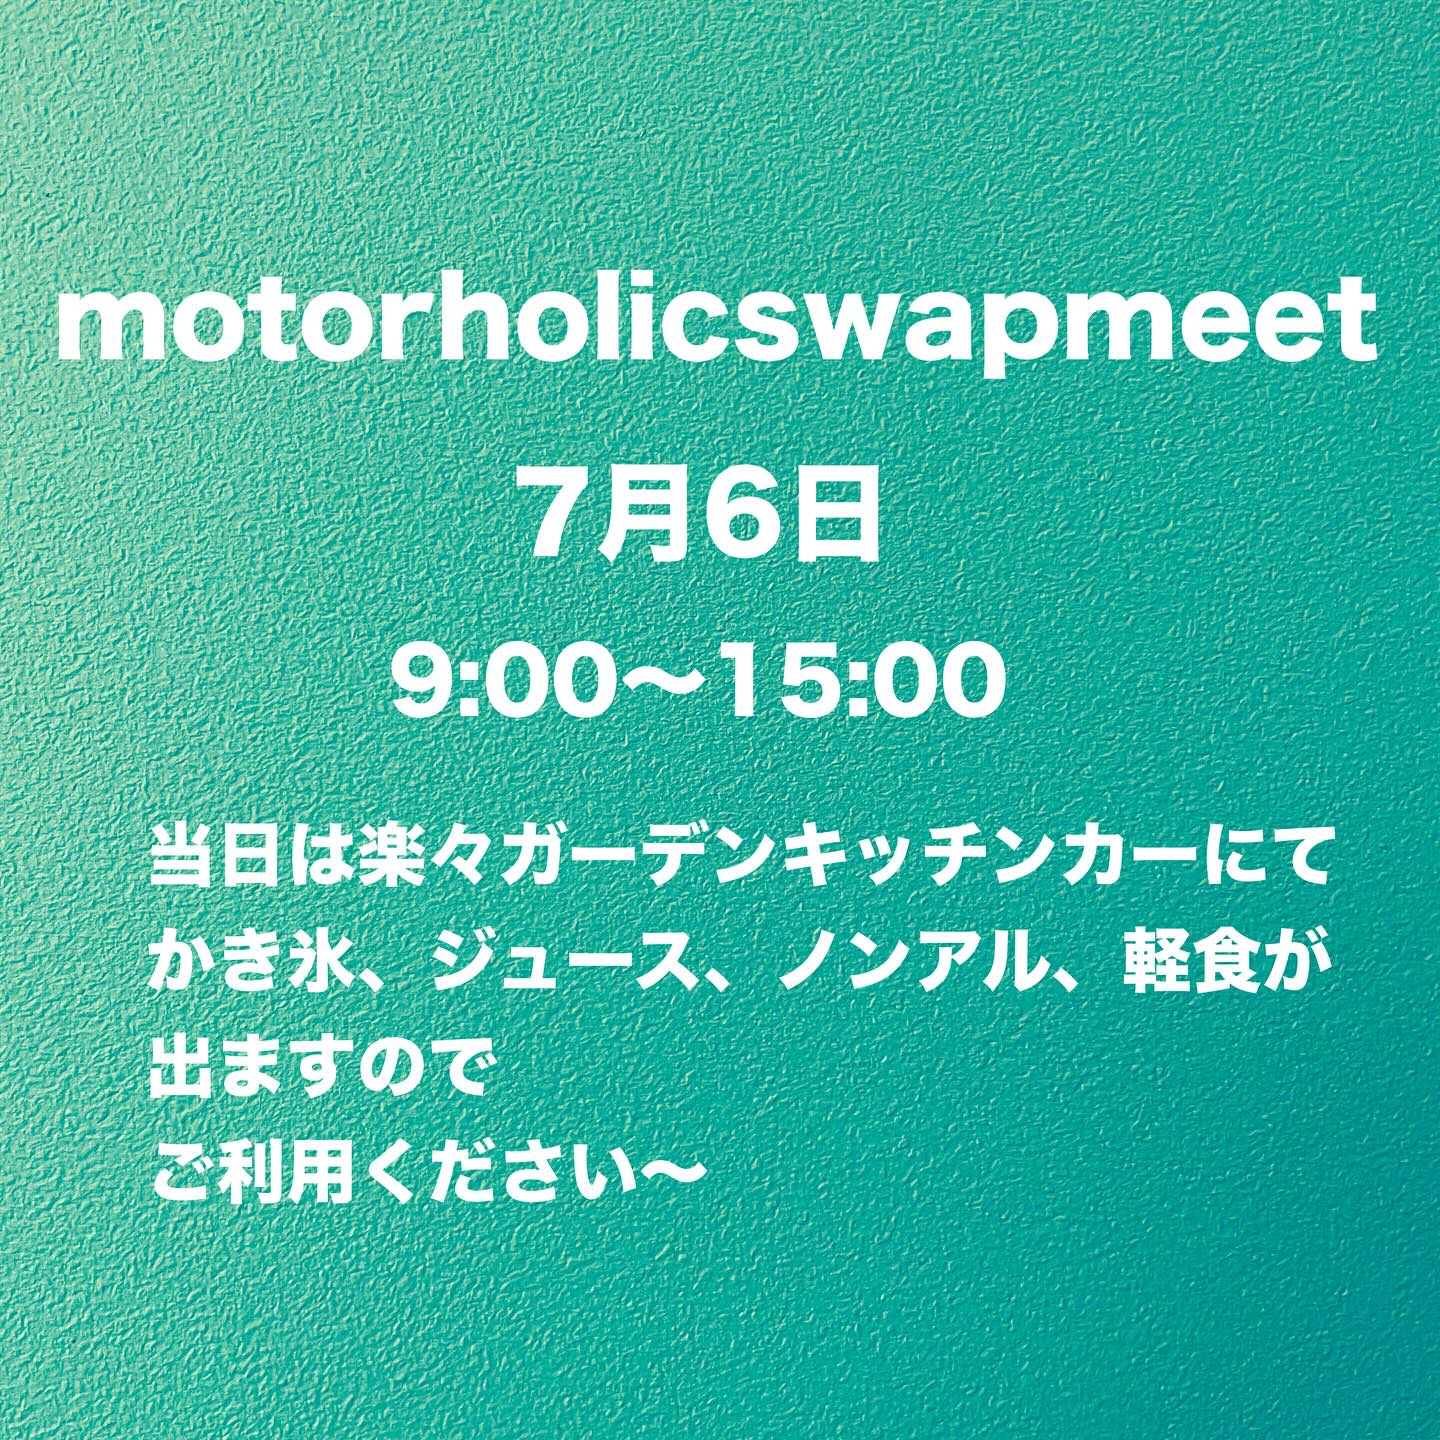 motorholicswapmeet
7月6日
9:00〜15:00
当日は楽々ガーデンキッチンカーにて
かき氷、ジュース、ノンアル、軽食が
出ますので
ご利用ください〜